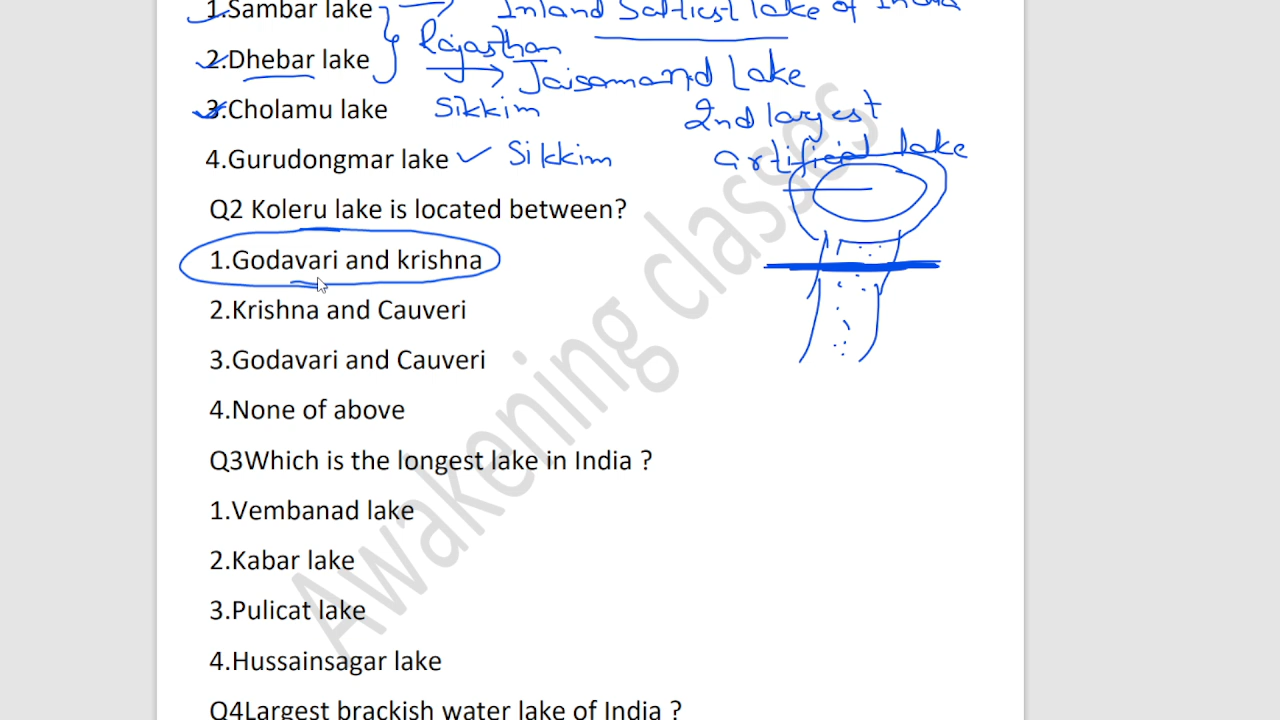 1.Sambar lake → Inland Saltiest lake of India
Rajasthan
2.Dhebar lake → Jaisamand Lake
3.Cholamu lake Sikkim 2nd largest
4.Gurudongmar lake ✓ Sikkim artificial lake
Q2 Koleru lake is located between?
1.Godavari and krishna
2.Krishna and Cauveri
3.Godavari and Cauveri
4.None of above
Q3Which is the longest lake in India ?
1.Vembanad lake
2.Kabar lake
3.Pulicat lake
4.Hussainsagar lake
Q4Largest brackish water lake of India ?
Awakening classes